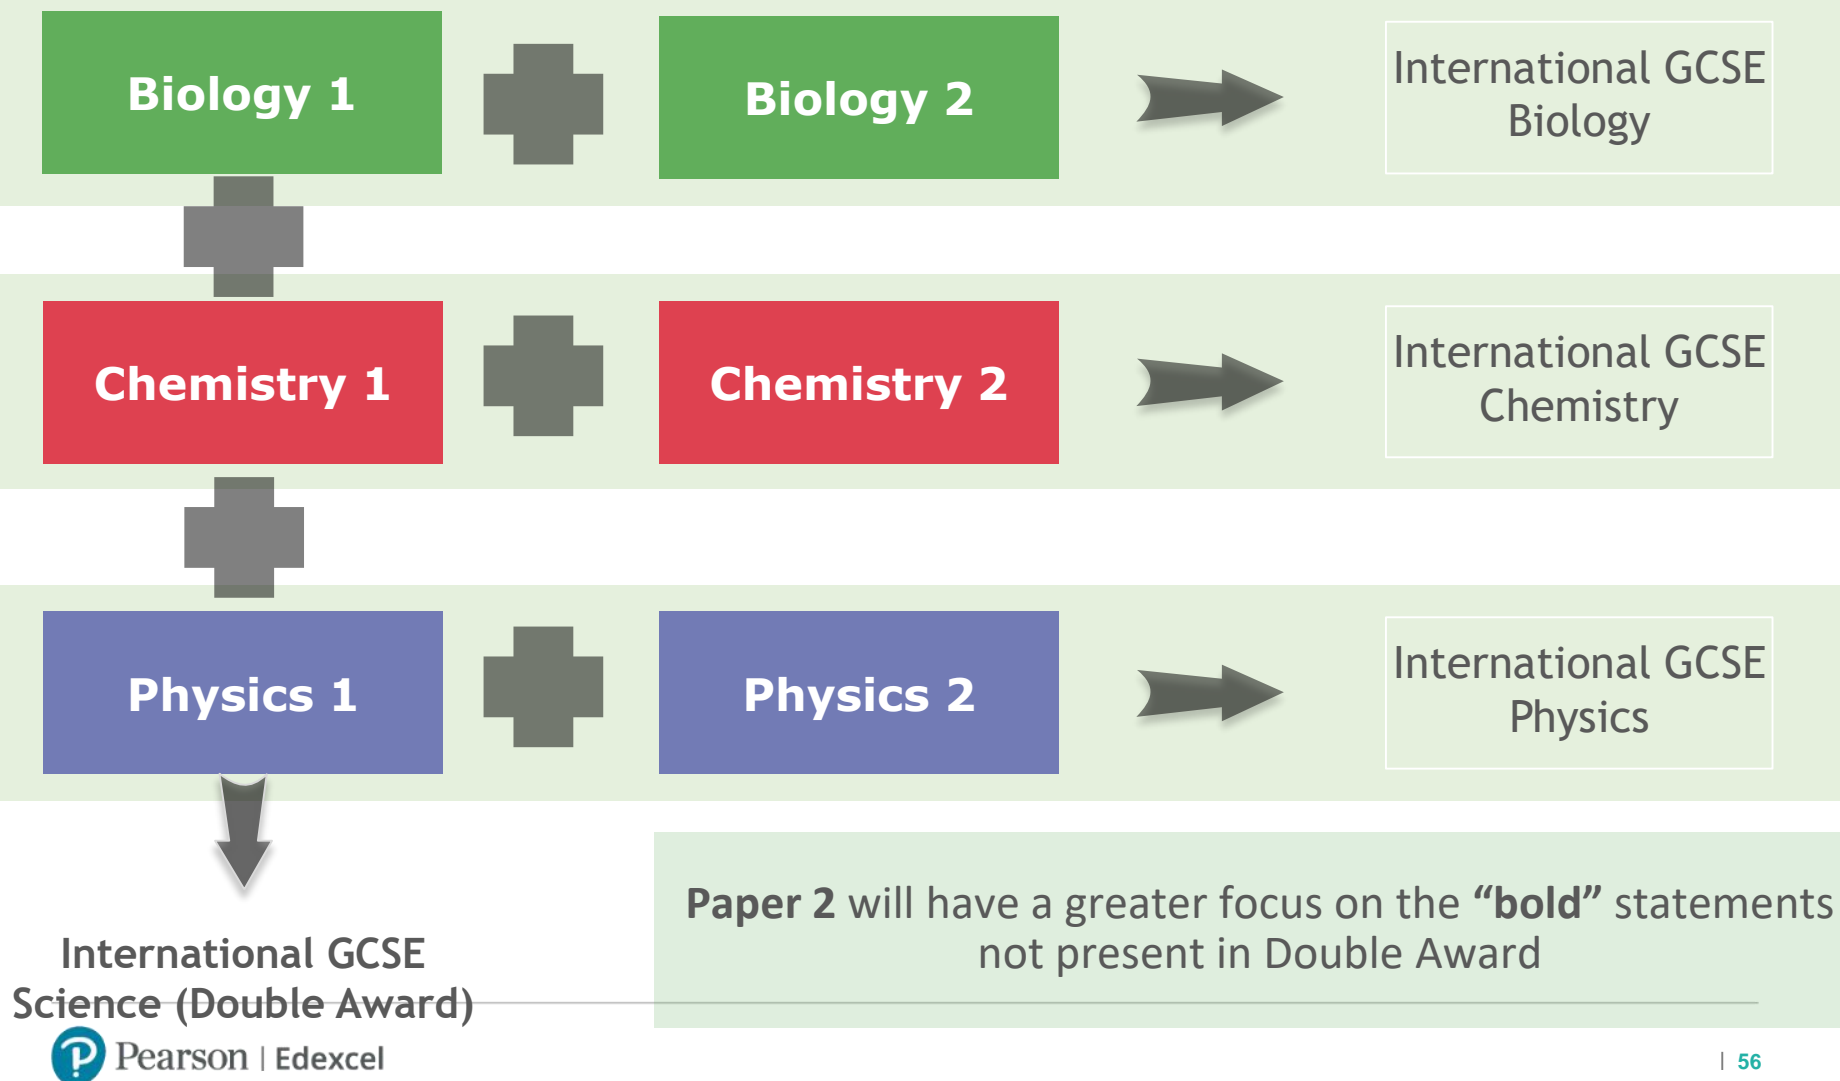 Biology 1
Biology 2
International GCSE
Biology
Chemistry 1
Chemistry 2
International GCSE
Chemistry
Physics 1
Physics 2
International GCSE
Physics
International GCSE
Science (Double Award)
Paper 2 will have a greater focus on the “bold” statements
not present in Double Award
P Pearson | Edexcel
| 56